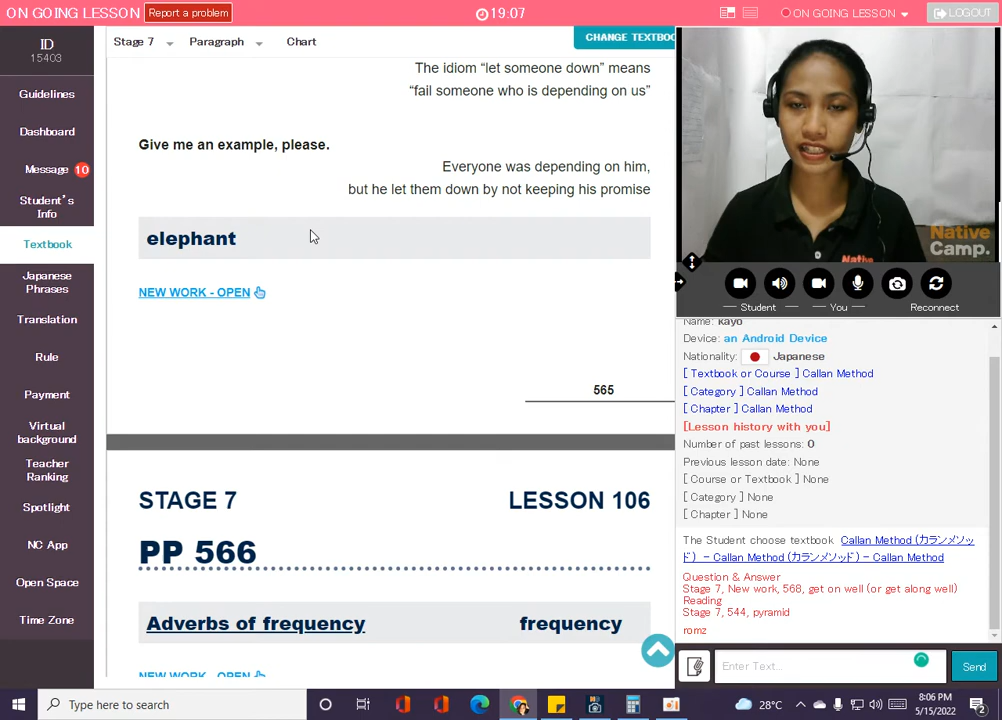 ON GOING LESSON Report a problem 19:07 ON GOING LESSON LOGOUT
ID
15403
Guidelines
Dashboard
Message 10
Student's
Info
Textbook
Japanese
Phrases
Translation
Rule
Payment
Virtual
background
Teacher
Ranking
Spotlight
NC App
Open Space
Time Zone
Stage 7 Paragraph Chart CHANGE TEXTBOO
The idiom “let someone down” means
“fail someone who is depending on us”
Give me an example, please.
Everyone was depending on him,
but he let them down by not keeping his promise
elephant
NEW WORK - OPEN
565
STAGE 7 LESSON 106
PP 566
Adverbs of frequency frequency
NEW WORK - OPEN
Native
Camp.
Student You Reconnect
Name: kayo
Device: an Android Device
Nationality: Japanese
[ Textbook or Course ] Callan Method
[ Category ] Callan Method
[ Chapter ] Callan Method
[Lesson history with you]
Number of past lessons: 0
Previous lesson date: None
[ Course or Textbook ] None
[ Category ] None
[ Chapter ] None
The Student choose textbook Callan Method (カランメソッ
ド) - Callan Method (カランメソッド) - Callan Method
Question & Answer
Stage 7, New work, 568, get on well (or get along well)
Reading
Stage 7, 544, pyramid
romz
Enter Text... Send
Type here to search 28°C 8:06 PM
5/15/2022 2